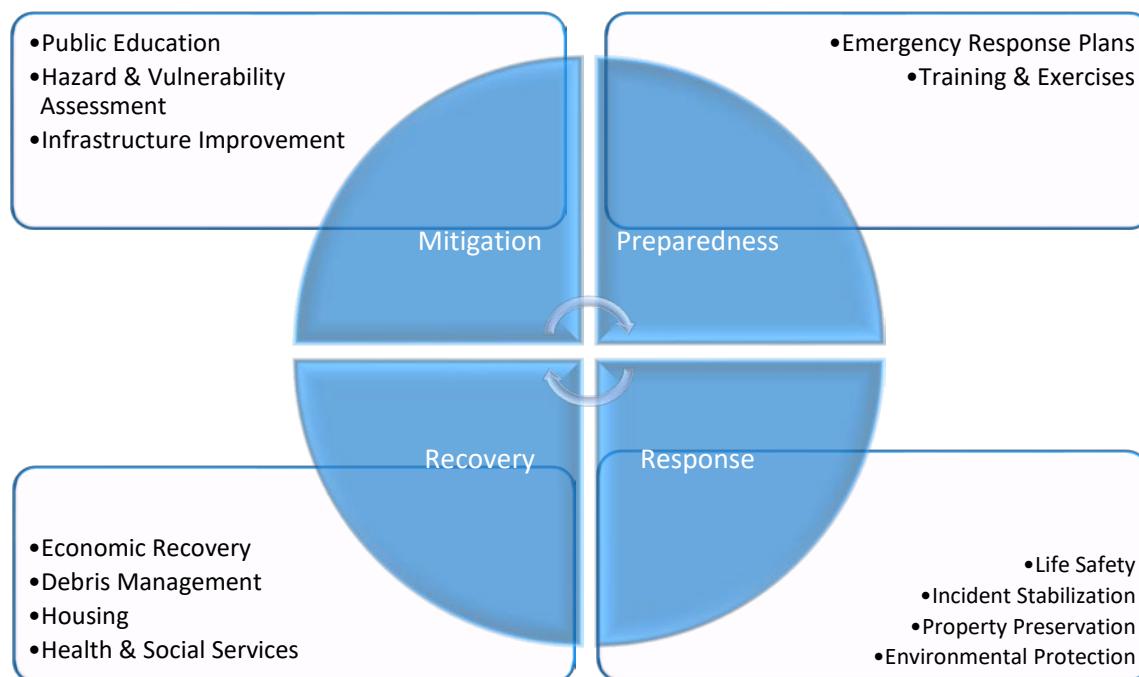 •Public Education
•Hazard & Vulnerability
Assessment
•Infrastructure Improvement
•Emergency Response Plans
•Training & Exercises
Mitigation
Preparedness
Recovery
Response
•Economic Recovery
•Debris Management
•Housing
•Health & Social Services
•Life Safety
•Incident Stabilization
•Property Preservation
•Environmental Protection